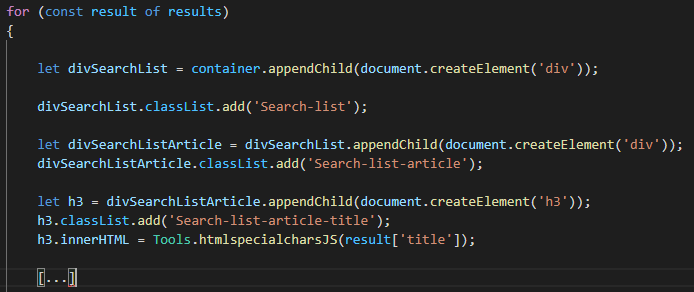 for (const result of results)
{
let divSearchList = container.appendChild(document.createElement('div'));
divSearchList.classList.add('Search-list');
let divSearchListArticle = divSearchList.appendChild(document.createElement('div'));
divSearchListArticle.classList.add('Search-list-article');
let h3 = divSearchListArticle.appendChild(document.createElement('h3'));
h3.classList.add('Search-list-article-title');
h3.innerHTML = Tools.htmlspecialcharsJS(result['title']);
[...]